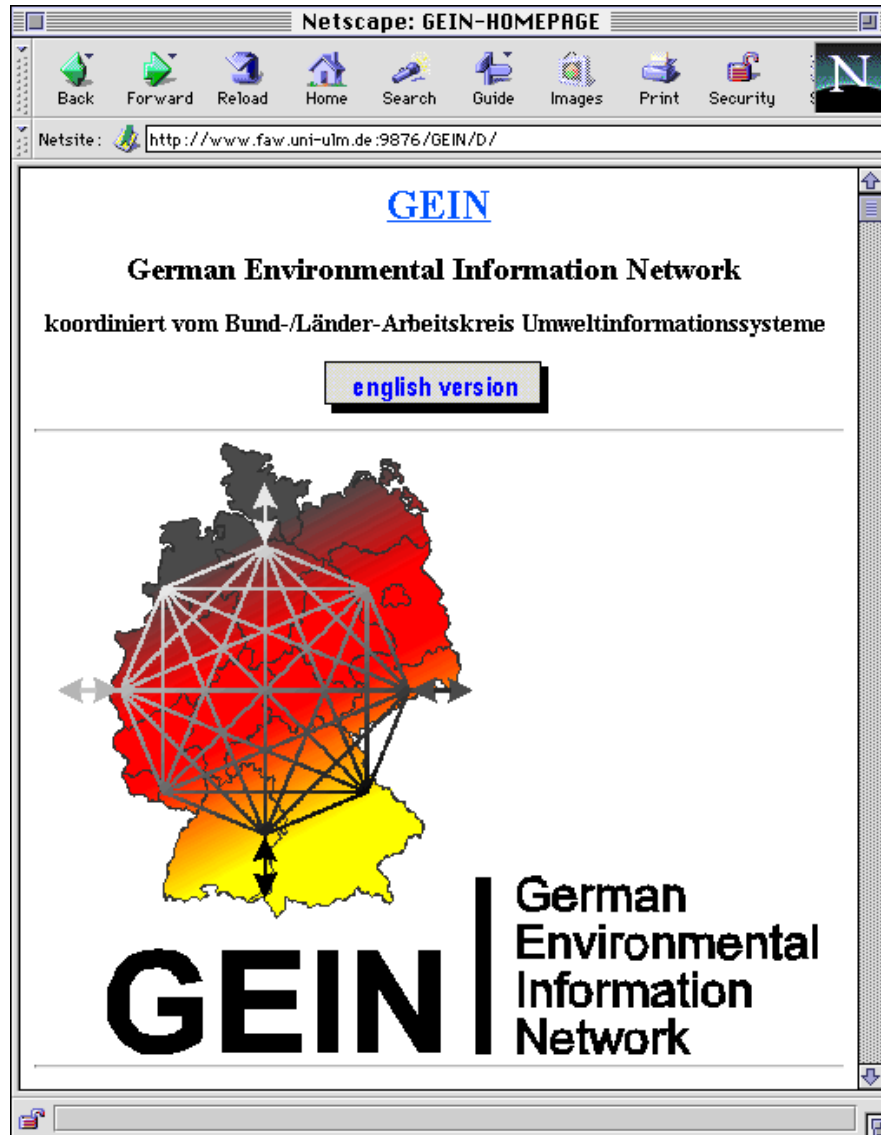 Netscape: GEIN-HOMEPAGE
Back Forward Reload Home Search Guide Images Print Security
N
Netsite: http://www.faw.uni-ulm.de:9876/GEIN/D/
GEIN
German Environmental Information Network
koordiniert vom Bund-/Länder-Arbeitskreis Umweltinformationssysteme
english version
GEIN
German
Environmental
Information
Network